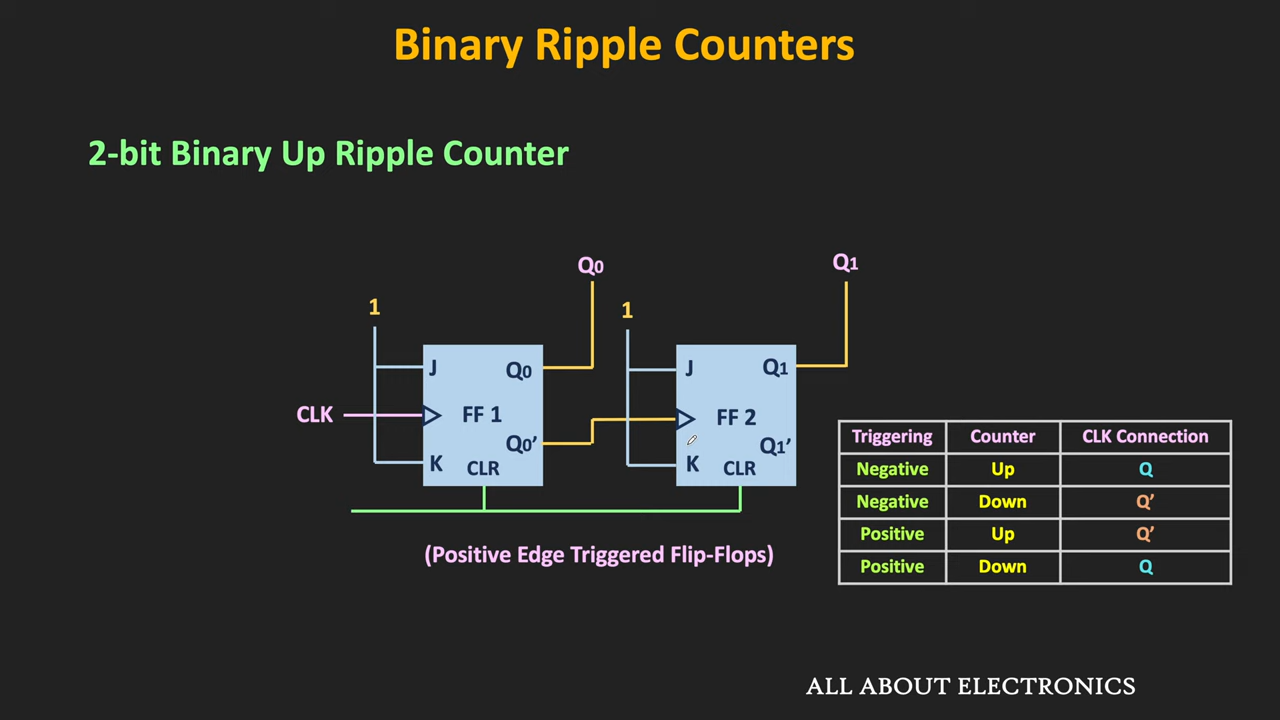 Binary Ripple Counters
2-bit Binary Up Ripple Counter
Q0
Q1
1
1
J
Q0
J
Q1
CLK
FF 1
FF 2
Q0’
Q1’
K
CLR
K
CLR
Triggering Counter CLK Connection
Negative Up Q
Negative Down Q’
Positive Up Q’
Positive Down Q
(Positive Edge Triggered Flip-Flops)
ALL ABOUT ELECTRONICS